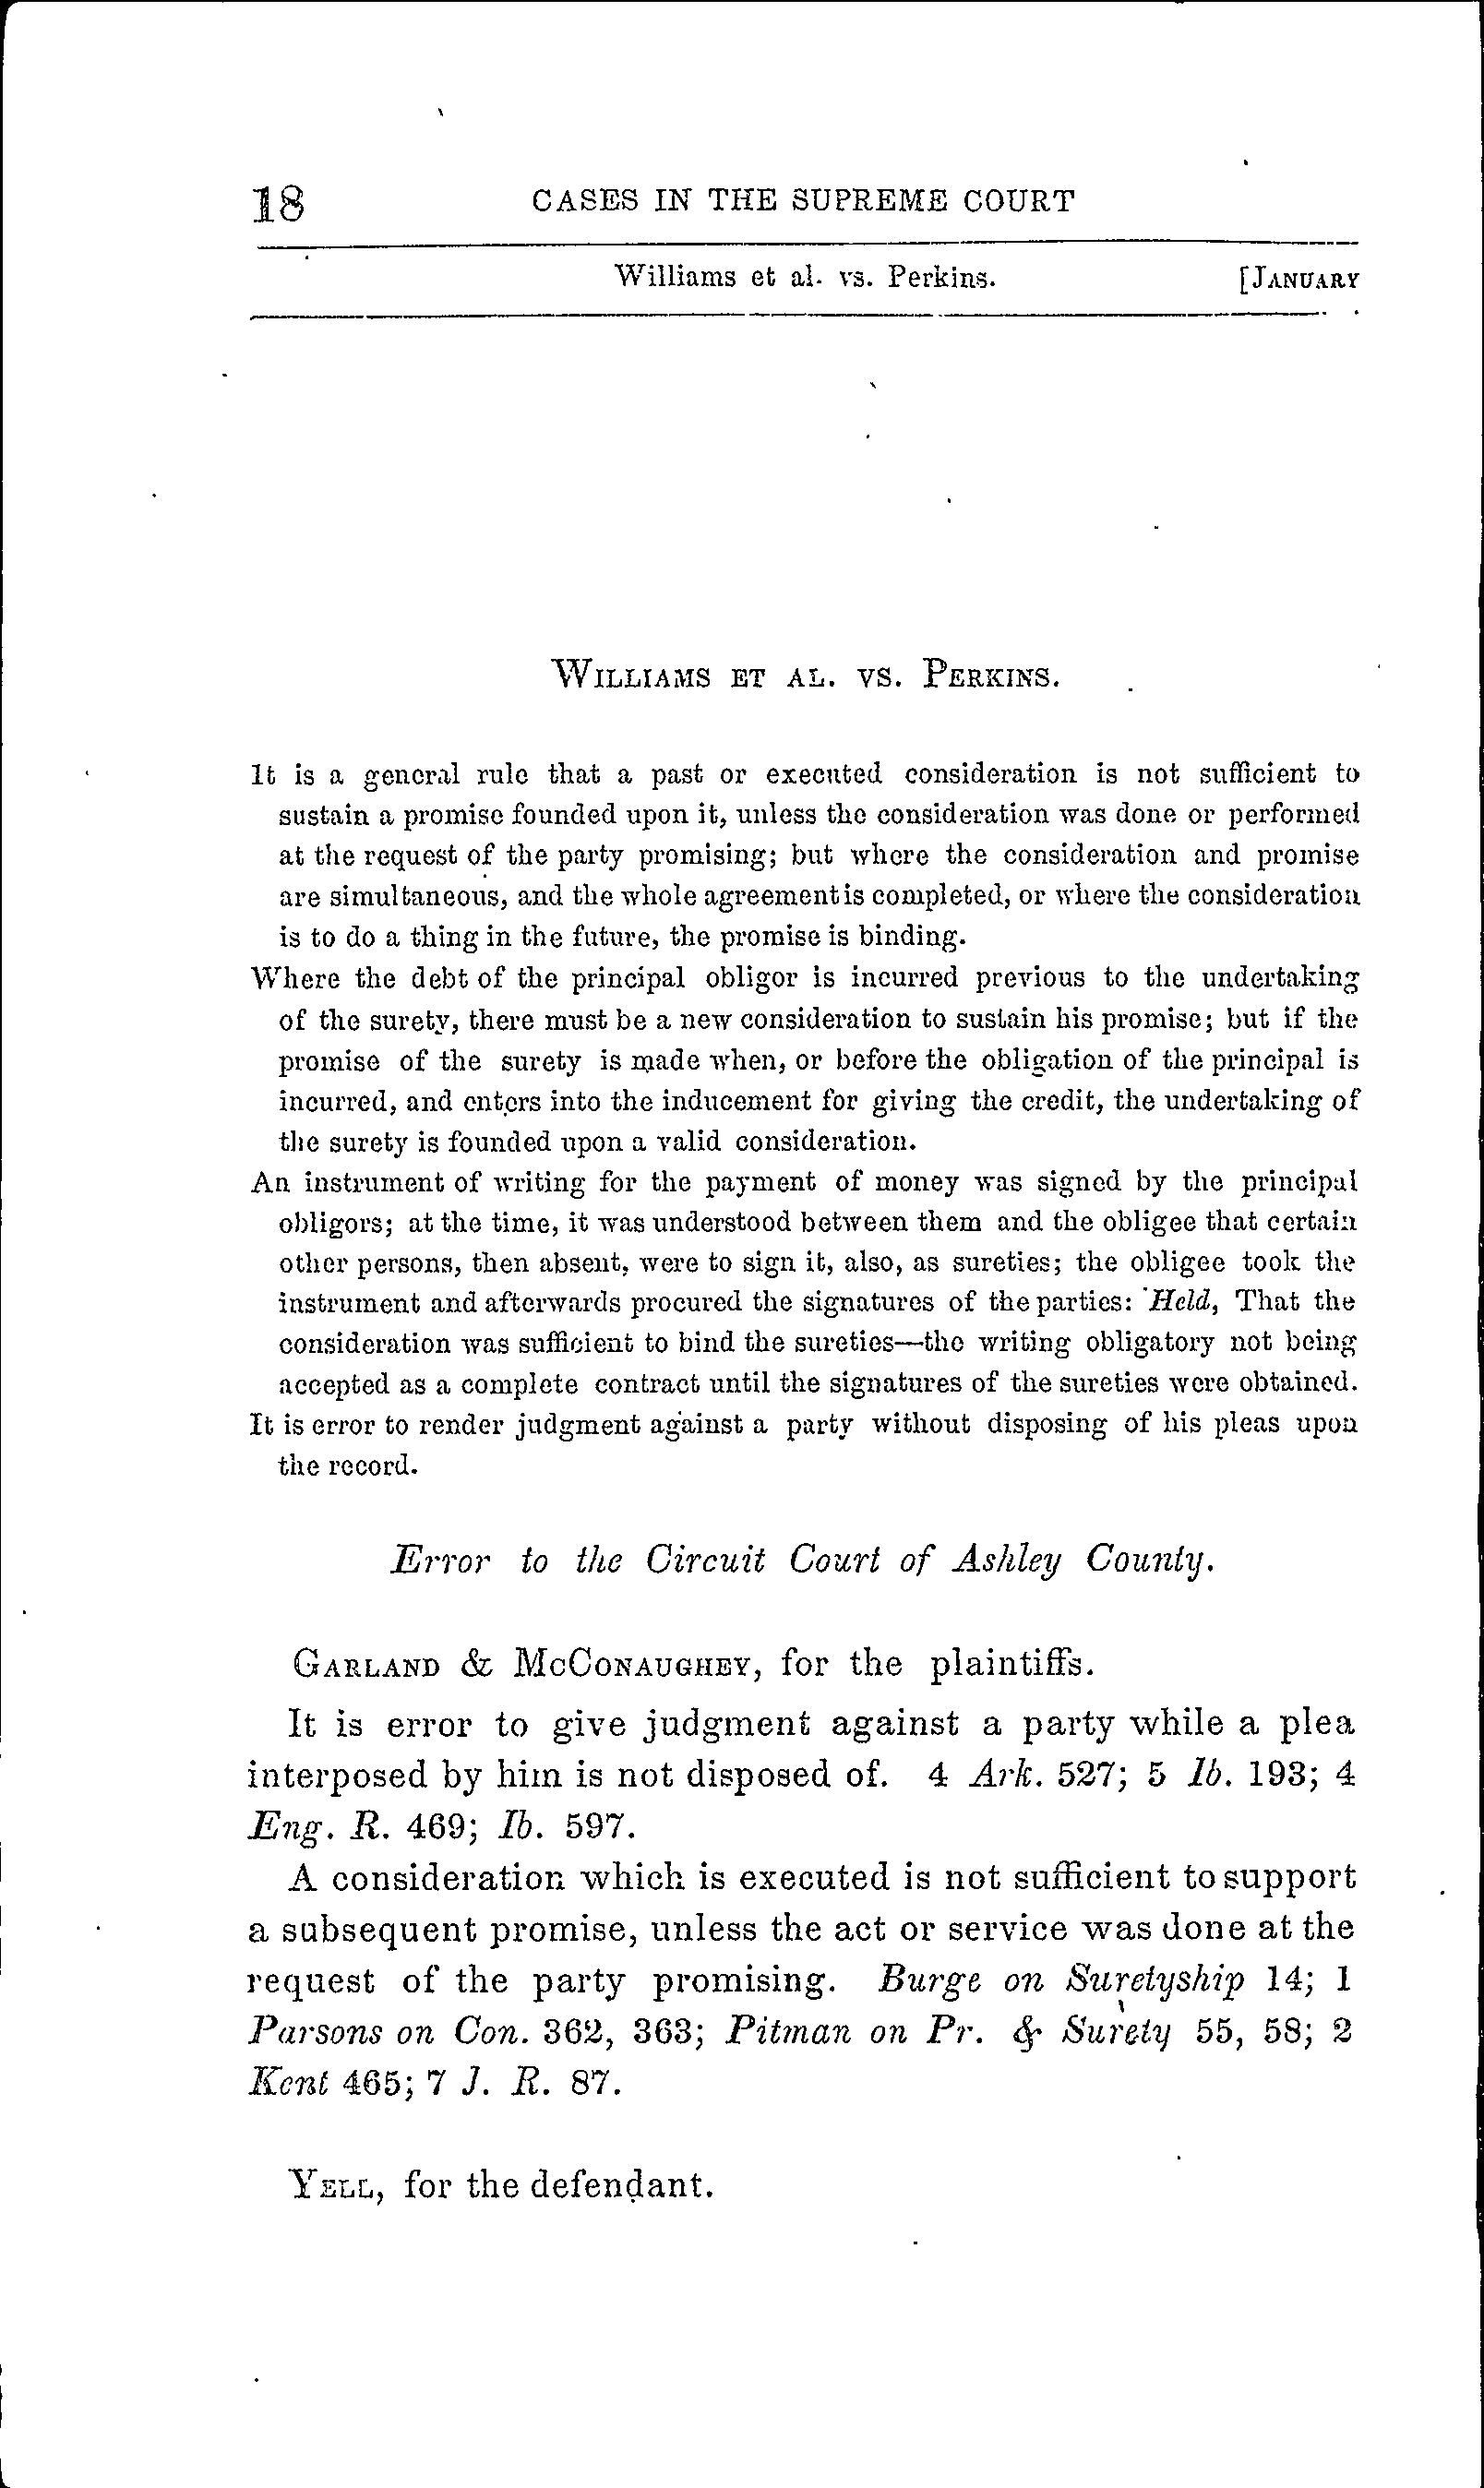 18 CASES IN THE SUPREME COURT
Williams et al. vs. Perkins. [JANUARY
WILLIAMS ET AL. VS. PERKINS.
It is a general rule that a past or executed consideration is not sufficient to
sustain a promise founded upon it, unless the consideration was done or performed
at the request of the party promising; but where the consideration and promise
are simultaneous, and the whole agreement is completed, or where the consideration
is to do a thing in the future, the promise is binding.
Where the debt of the principal obligor is incurred previous to the undertaking
of the surety, there must be a new consideration to sustain his promise; but if the
promise of the surety is made when, or before the obligation of the principal is
incurred, and enters into the inducement for giving the credit, the undertaking of
the surety is founded upon a valid consideration.
An instrument of writing for the payment of money was signed by the principal
obligors; at the time, it was understood between them and the obligee that certain
other persons, then absent, were to sign it, also, as sureties; the obligee took the
instrument and afterwards procured the signatures of the parties: Held, That the
consideration was sufficient to bind the sureties—the writing obligatory not being
accepted as a complete contract until the signatures of the sureties were obtained.
It is error to render judgment against a party without disposing of his pleas upon
the record.
Error to the Circuit Court of Ashley County.
GARLAND & MCCONAUGHEY, for the plaintiffs.
It is error to give judgment against a party while a plea
interposed by him is not disposed of. 4 Ark. 527; 5 Ib. 193; 4
Eng. R. 469; Ib. 597.
A consideration which is executed is not sufficient to support
a subsequent promise, unless the act or service was done at the
request of the party promising. Burge on Suretyship 14; 1
Parsons on Con. 362, 363; Pitman on Pr. & Surety 55, 58; 2
Kent 465; 7 J. R. 87.
YELL, for the defendant.